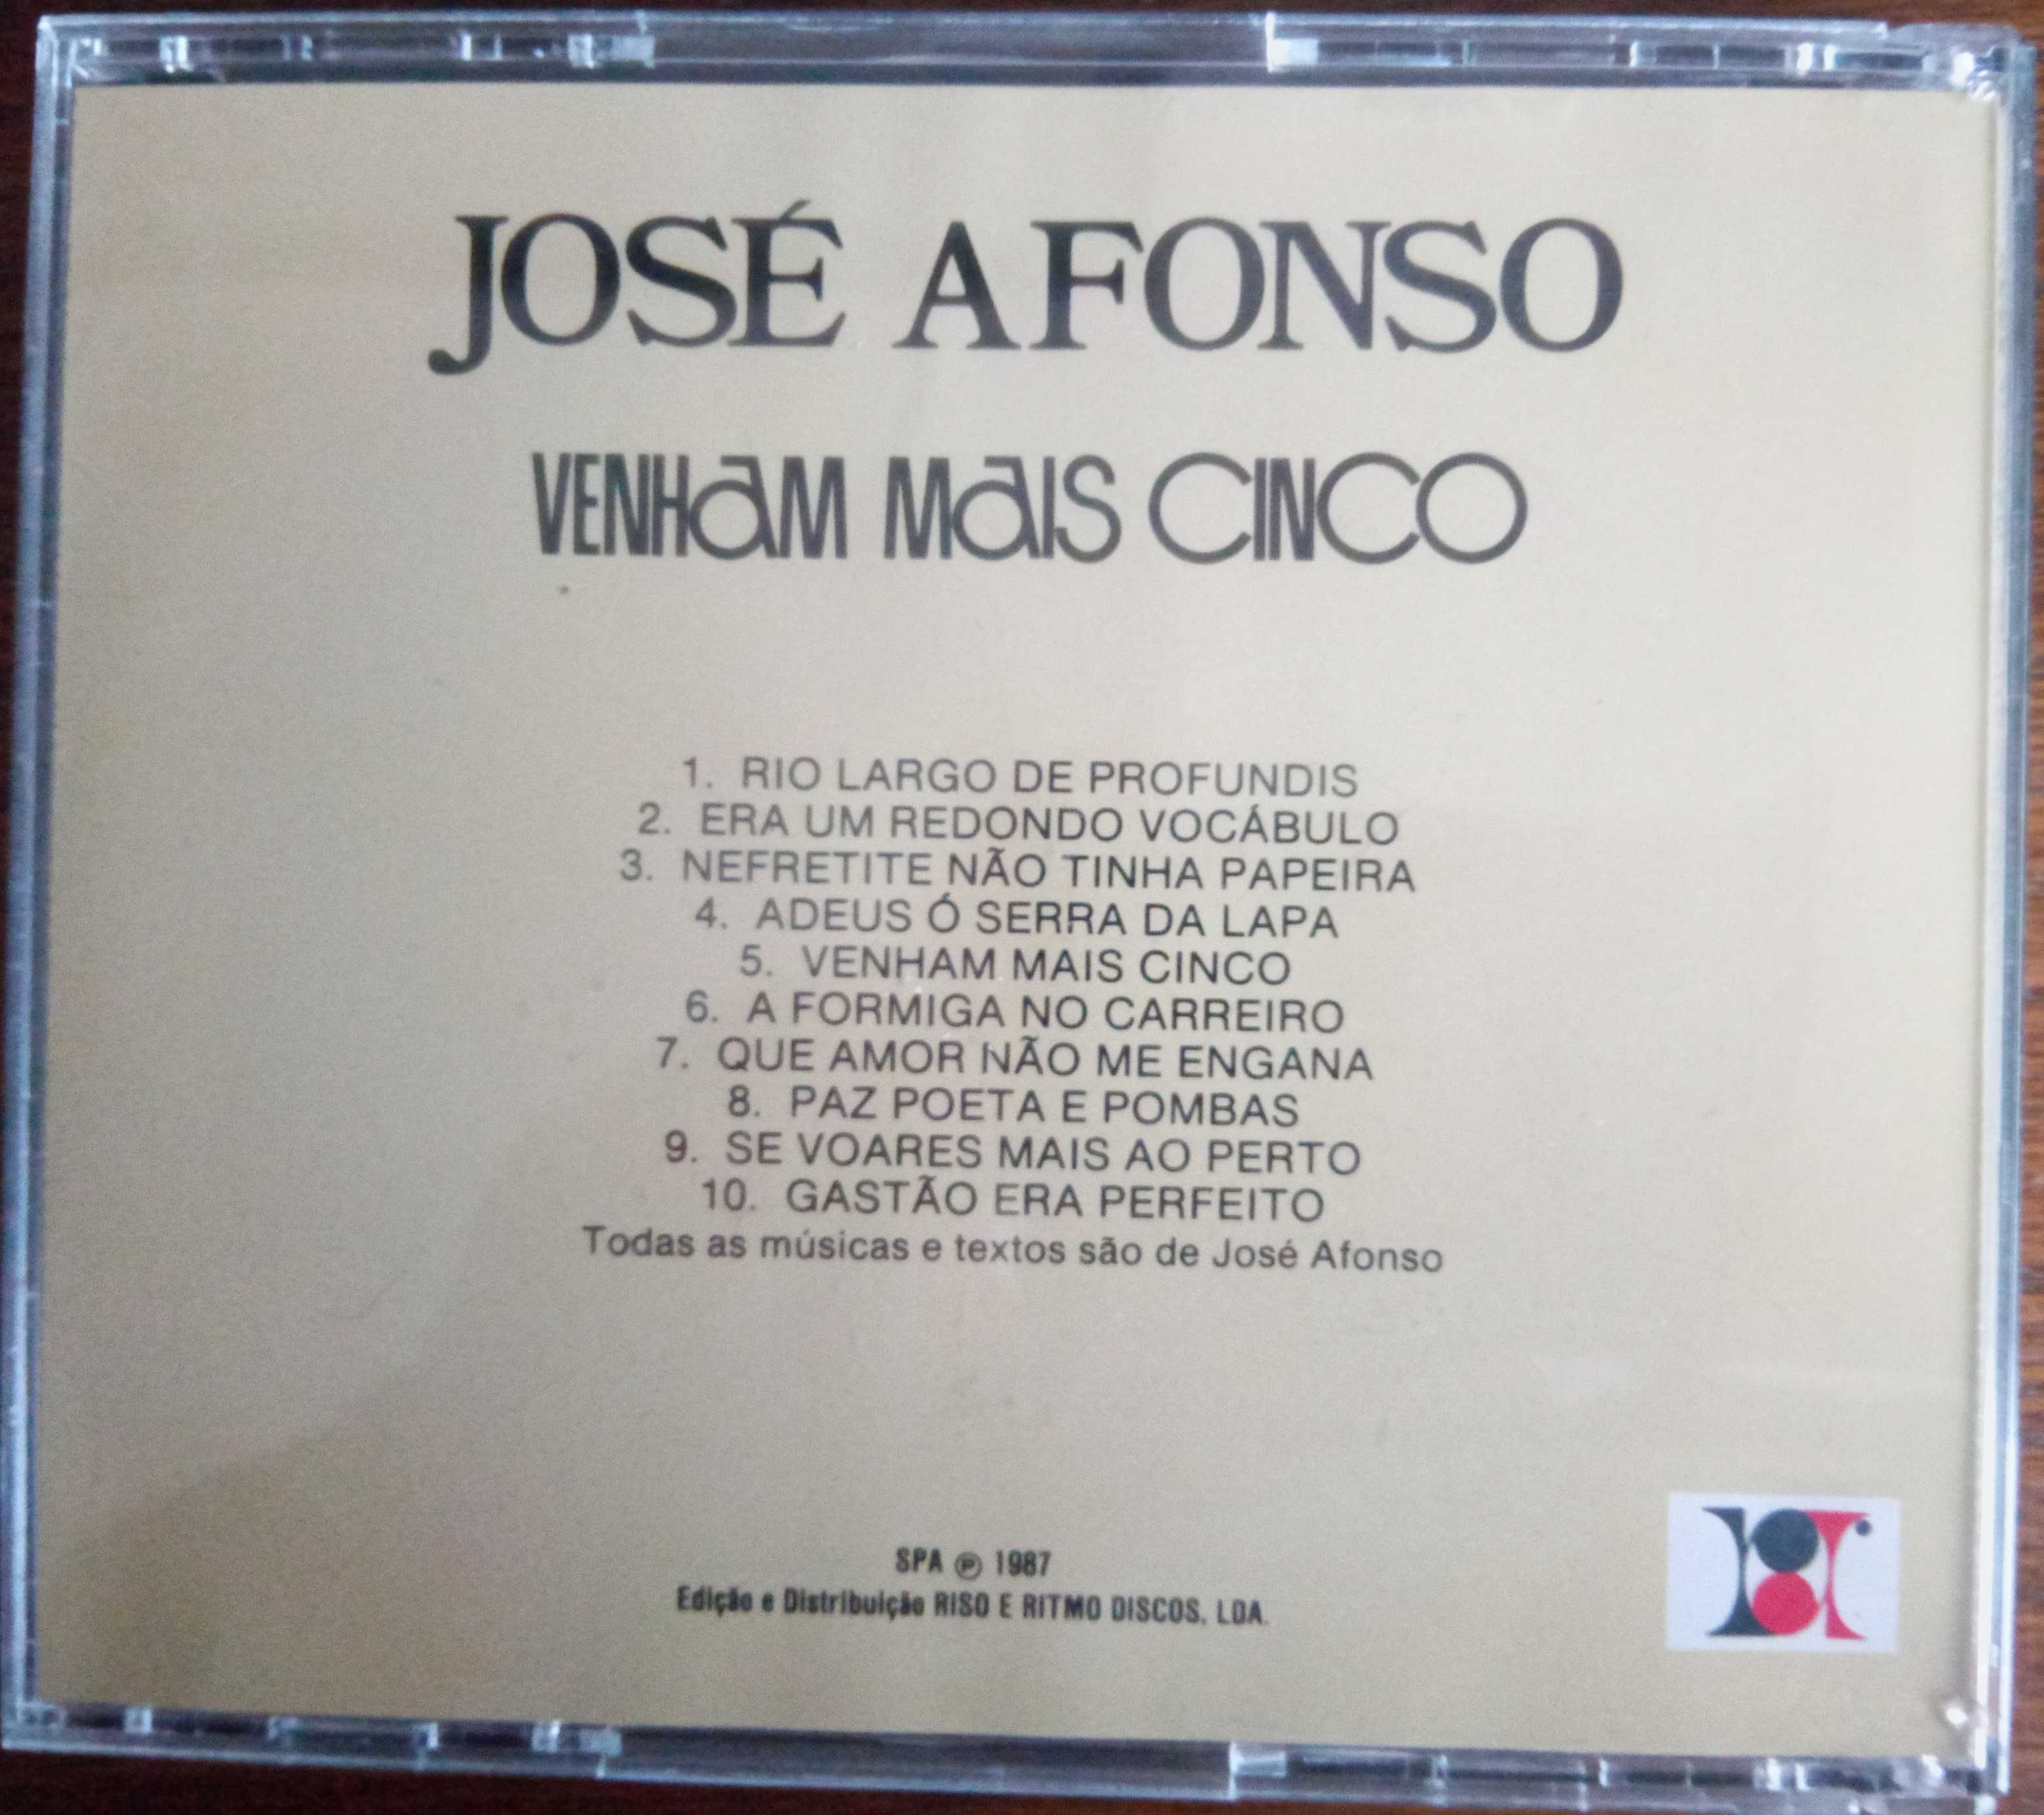 JOSÉ AFONSO
VENHAM MAIS CINCO
1. RIO LARGO DE PROFUNDIS
2. ERA UM REDONDO VOCÁBULO
3. NEFRETITE NÃO TINHA PAPEIRA
4. ADEUS Ó SERRA DA LAPA
5. VENHAM MAIS CINCO
6. A FORMIGA NO CARREIRO
7. QUE AMOR NÃO ME ENGANA
8. PAZ POETA E POMBAS
9. SE VOARES MAIS AO PERTO
10. GASTÃO ERA PERFEITO
Todas as músicas e textos são de José Afonso
SPA ℗ 1987
Edição e Distribuição RISO E RITMO DISCOS, LDA.